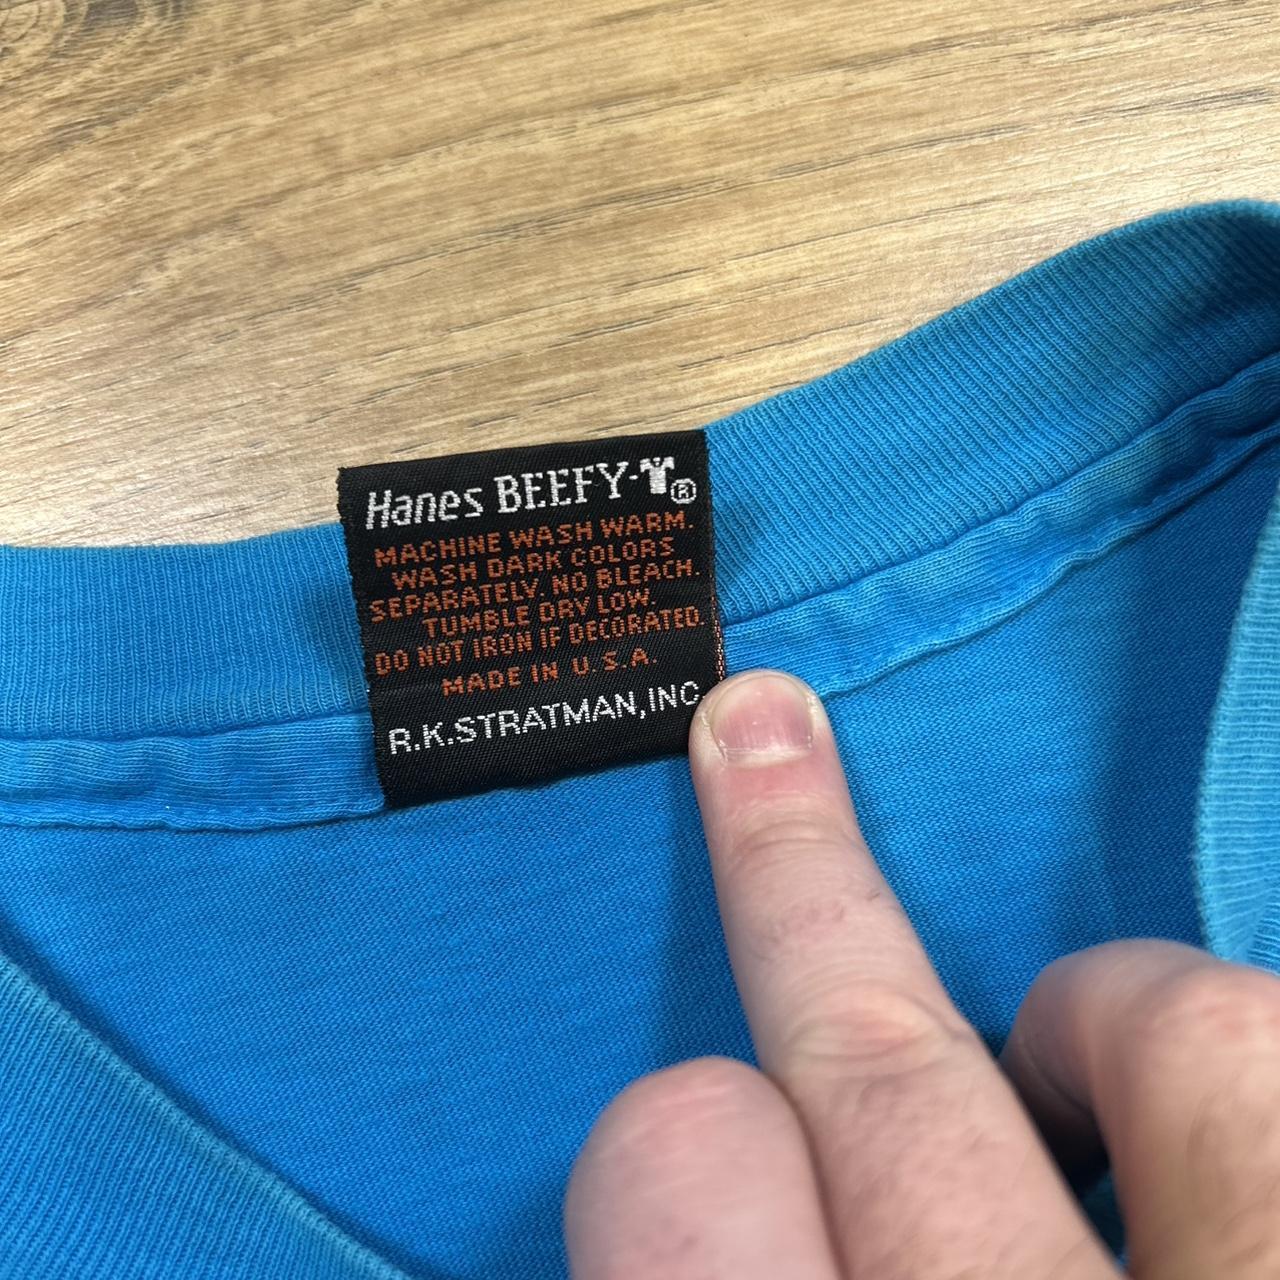 Hanes BEEFY-T®
MACHINE WASH WARM.
WASH DARK COLORS
SEPARATELY. NO BLEACH.
TUMBLE DRY LOW.
DO NOT IRON IF DECORATED.
MADE IN U.S.A.
R.K.STRATMAN, INC.